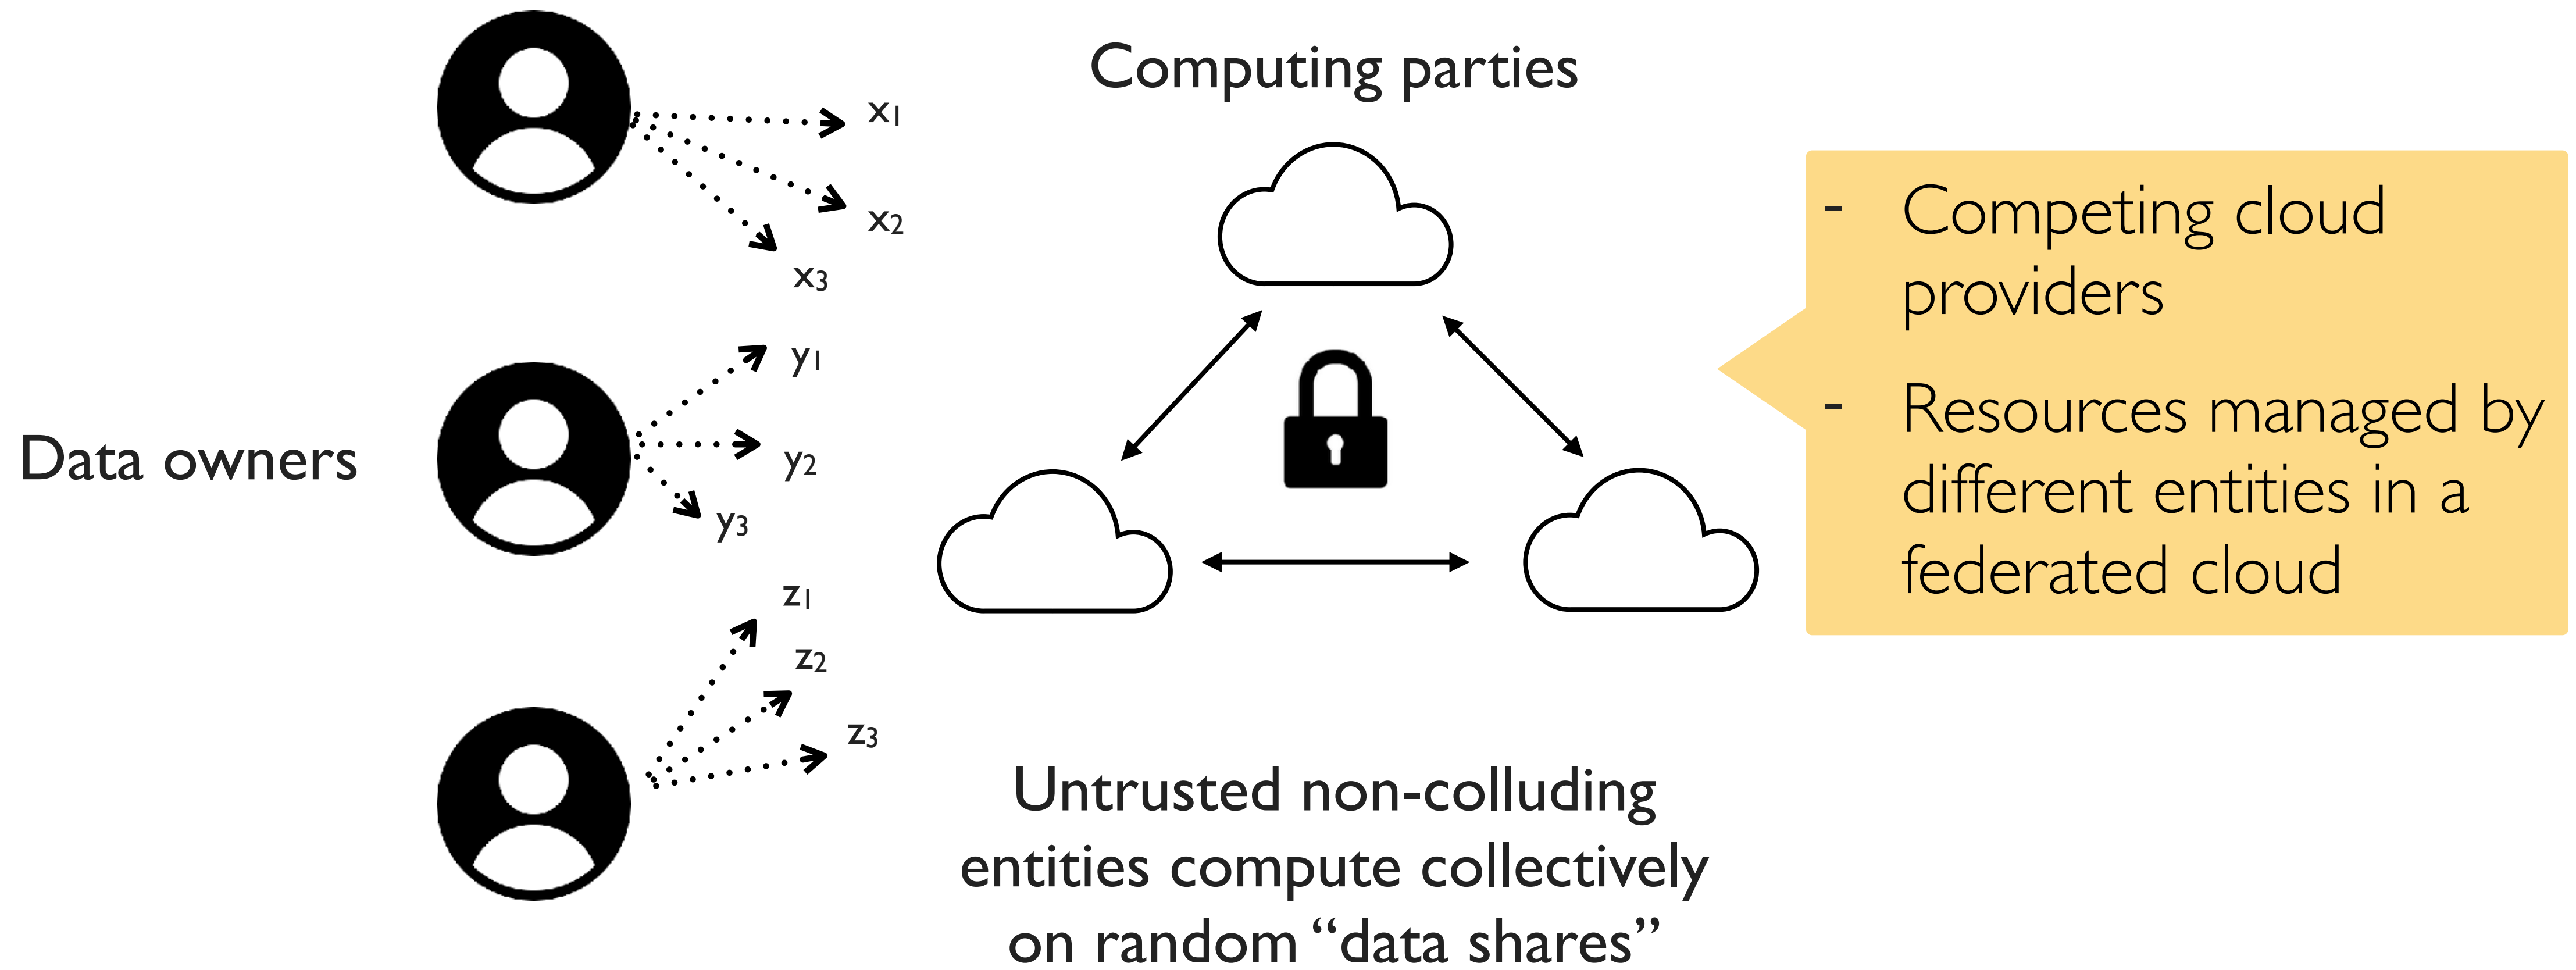 Computing parties
x1
x2
x3
y1
y2
y3
z1
z2
z3
Data owners
- Competing cloud
providers
- Resources managed by
different entities in a
federated cloud
Untrusted non-colluding
entities compute collectively
on random “data shares”